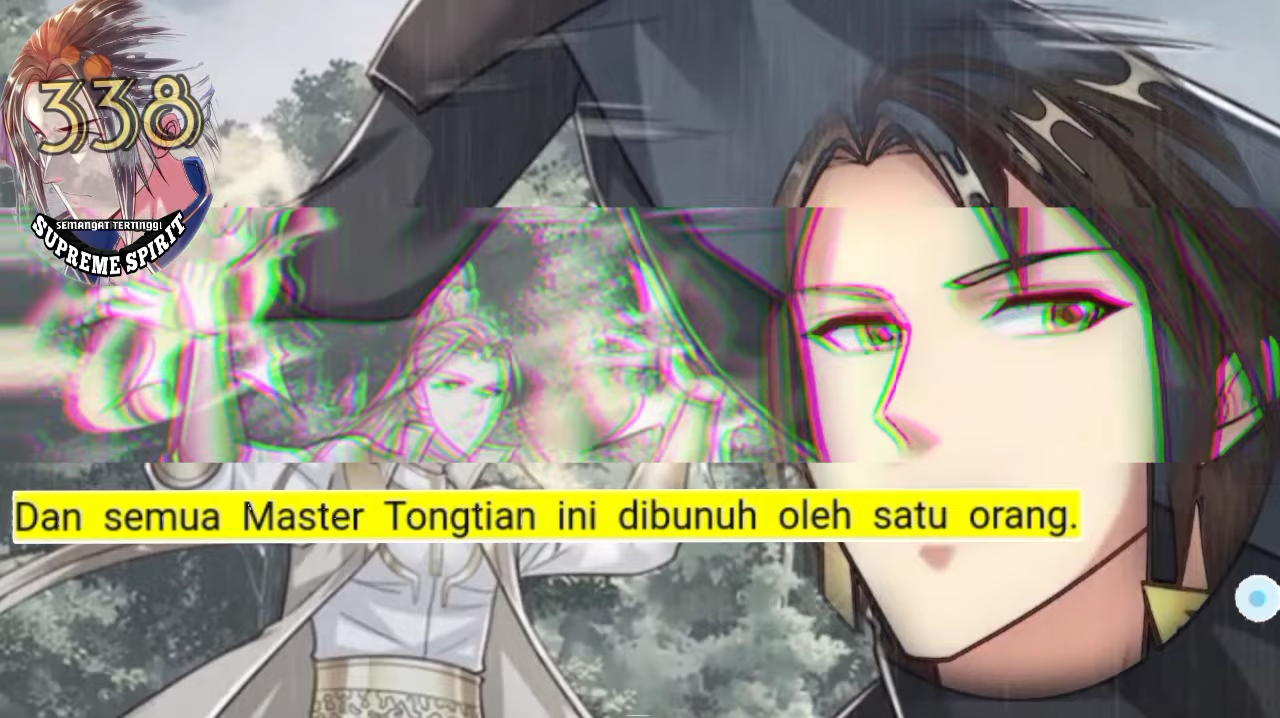 338
SEMANGAT TERTINGGI
SUPREME SPIRIT
Dan semua Master Tongtian ini dibunuh oleh satu orang.